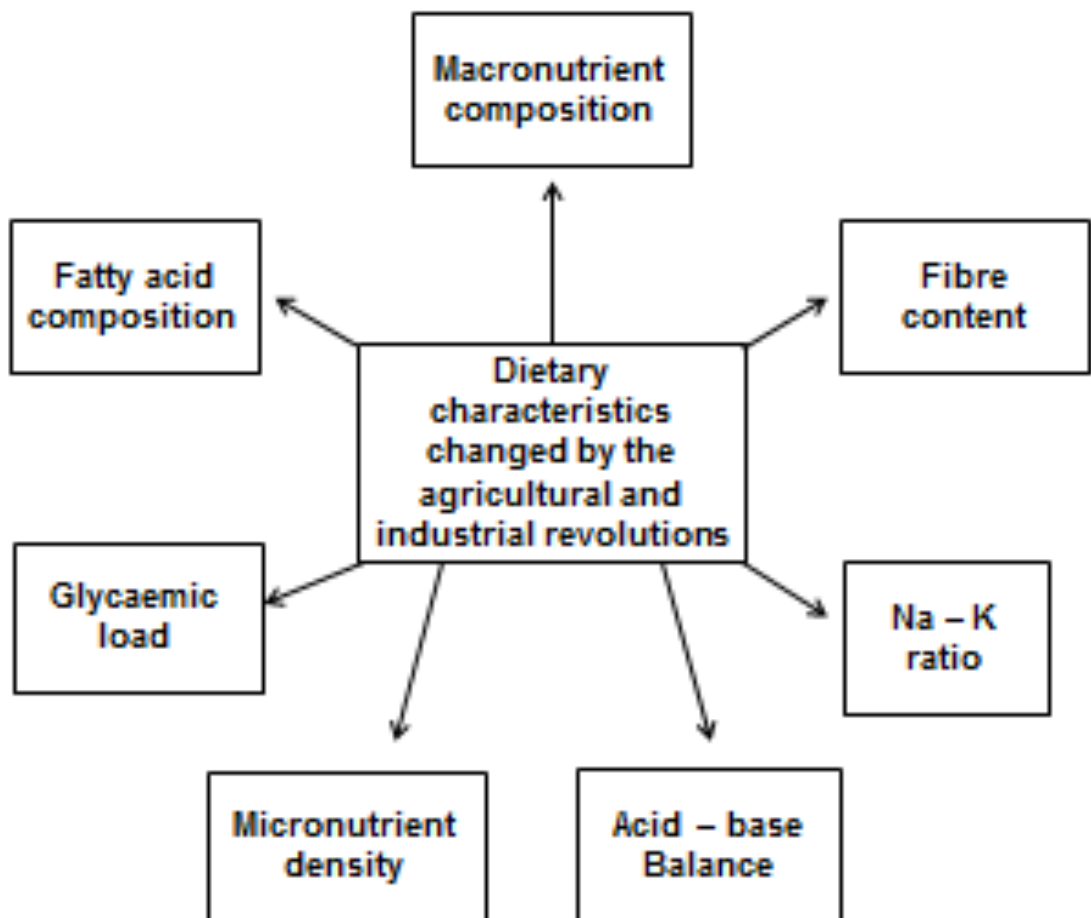 Macronutrient
composition
Fatty acid
composition
Fibre
content
Dietary
characteristics
changed by the
agricultural and
industrial revolutions
Glycaemic
load
Na – K
ratio
Micronutrient
density
Acid – base
Balance